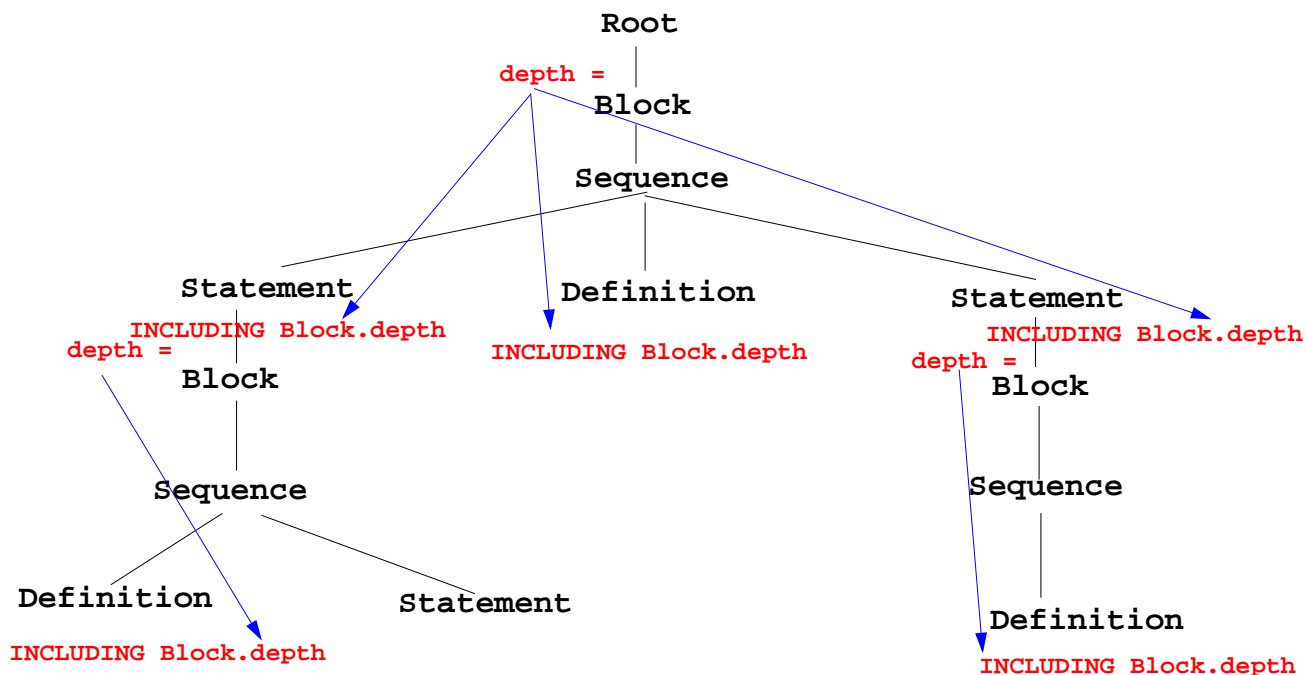 Root
depth =
Block
Sequence
Statement
Definition
Statement
INCLUDING Block.depth
INCLUDING Block.depth
INCLUDING Block.depth
depth =
Block
depth =
Block
Sequence
Sequence
Definition
Statement
Definition
INCLUDING Block.depth
INCLUDING Block.depth